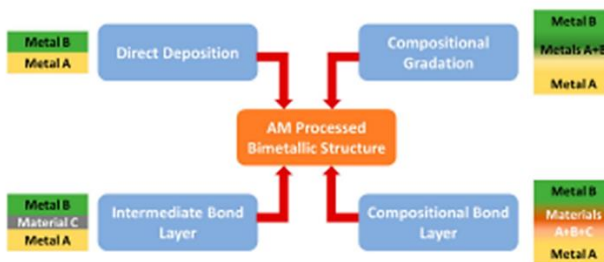 Metal B
Metal A
Direct Deposition
Compositional
Gradation
Metal B
Metals A+B
Metal A
AM Processed
Bimetallic Structure
Metal B
Material C
Metal A
Intermediate Bond
Layer
Compositional Bond
Layer
Metal B
Materials
A+B+C
Metal A